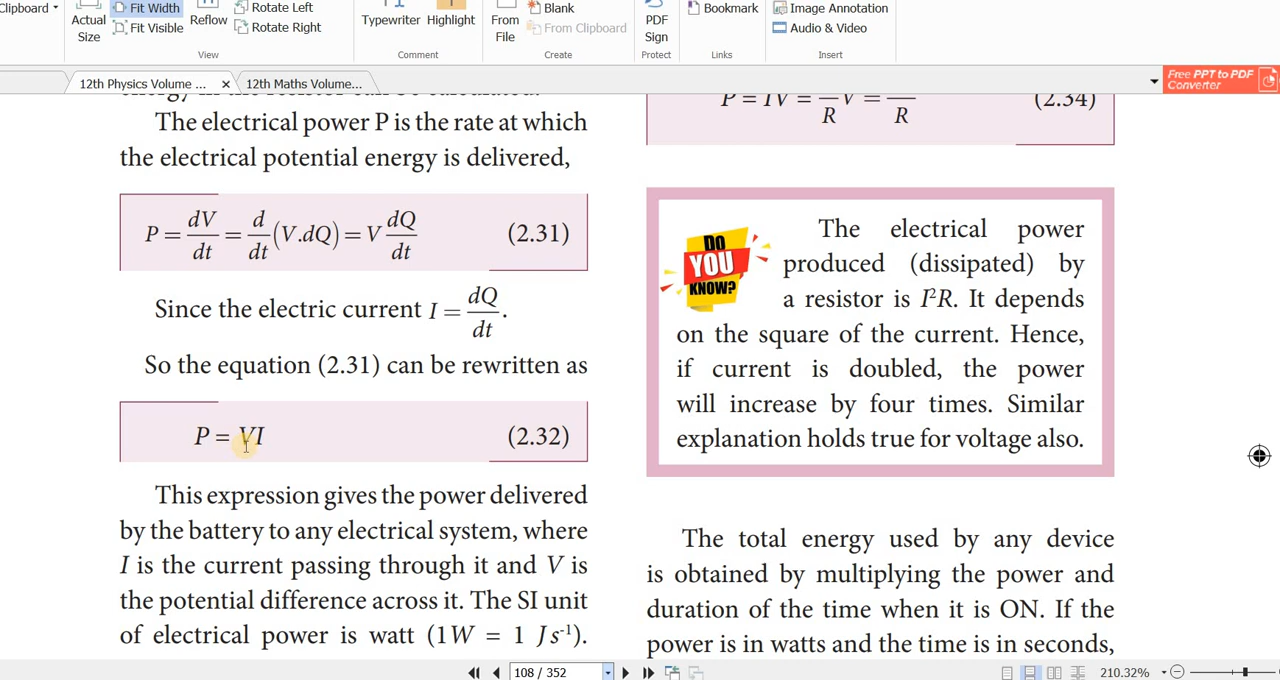 Clipboard
Fit Width
Rotate Left
Typewriter
Highlight
Blank
Bookmark
Image Annotation
Actual
Size
Reflow
Fit Visible
Rotate Right
From
File
From Clipboard
PDF
Sign
Audio & Video
View
Comment
Create
Protect
Links
Insert
12th Physics Volume ... ×
12th Maths Volume...
Free PPT to PDF
Converter
energy in the resistor can be calculated.
The electrical power P is the rate at which
the electrical potential energy is delivered,
P = dV/dt = d/dt (V.dQ) = V dQ/dt (2.31)
Since the electric current I = dQ/dt.
So the equation (2.31) can be rewritten as
P = VI (2.32)
This expression gives the power delivered
by the battery to any electrical system, where
I is the current passing through it and V is
the potential difference across it. The SI unit
of electrical power is watt (1W = 1 Js⁻¹).
P = IV = /R V = /R (2.34)
DO
YOU
KNOW?
The electrical power
produced (dissipated) by
a resistor is I²R. It depends
on the square of the current. Hence,
if current is doubled, the power
will increase by four times. Similar
explanation holds true for voltage also.
The total energy used by any device
is obtained by multiplying the power and
duration of the time when it is ON. If the
power is in watts and the time is in seconds,
108 / 352
210.32%